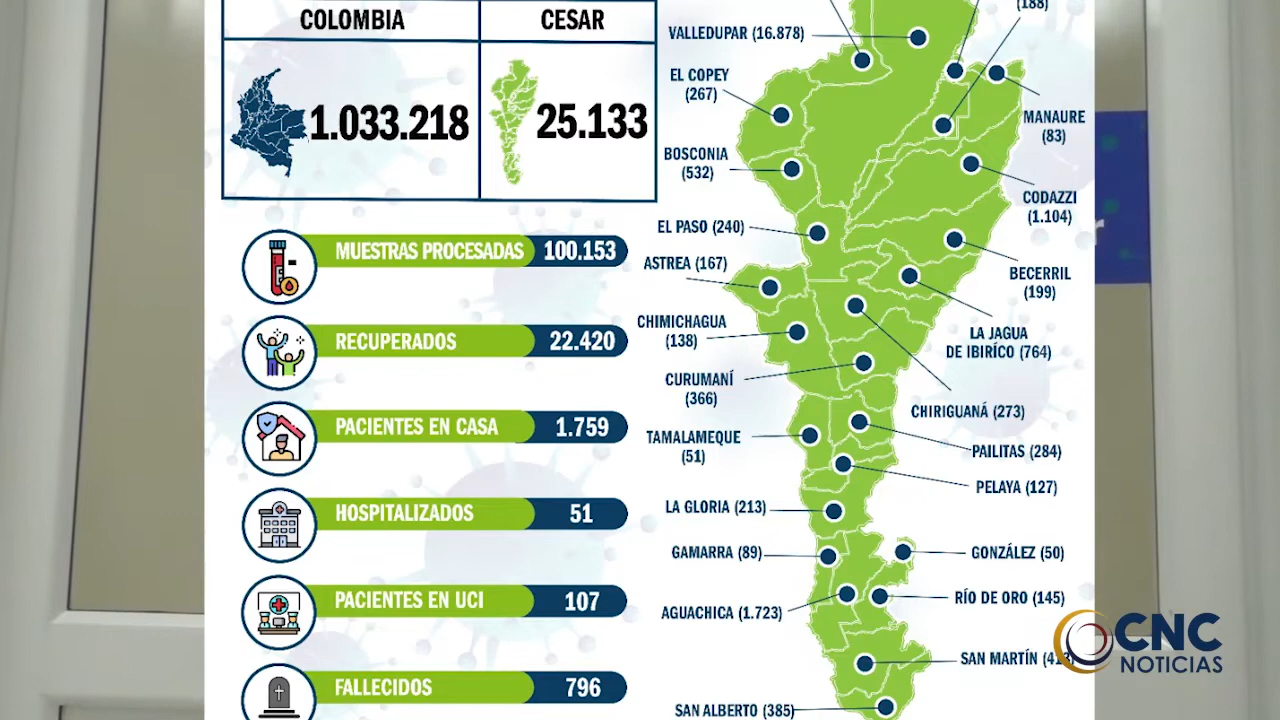 COLOMBIA
CESAR
1.033.218
25.133
MUESTRAS PROCESADAS
100.153
RECUPERADOS
22.420
PACIENTES EN CASA
1.759
HOSPITALIZADOS
51
PACIENTES EN UCI
107
FALLECIDOS
796
(188)
VALLEDUPAR (16.878)
EL COPEY
(267)
MANAURE
(83)
BOSCONIA
(532)
CODAZZI
(1.104)
EL PASO (240)
ASTREA (167)
BECERRIL
(199)
CHIMICHAGUA
(138)
LA JAGUA
DE IBIRÍCO (764)
CURUMANÍ
(366)
CHIRIGUANÁ (273)
TAMALAMEQUE
(51)
PAILITAS (284)
PELAYA (127)
LA GLORIA (213)
GAMARRA (89)
GONZÁLEZ (50)
AGUACHICA (1.723)
RÍO DE ORO (145)
SAN MARTÍN
SAN ALBERTO (385)
CNC
NOTICIAS